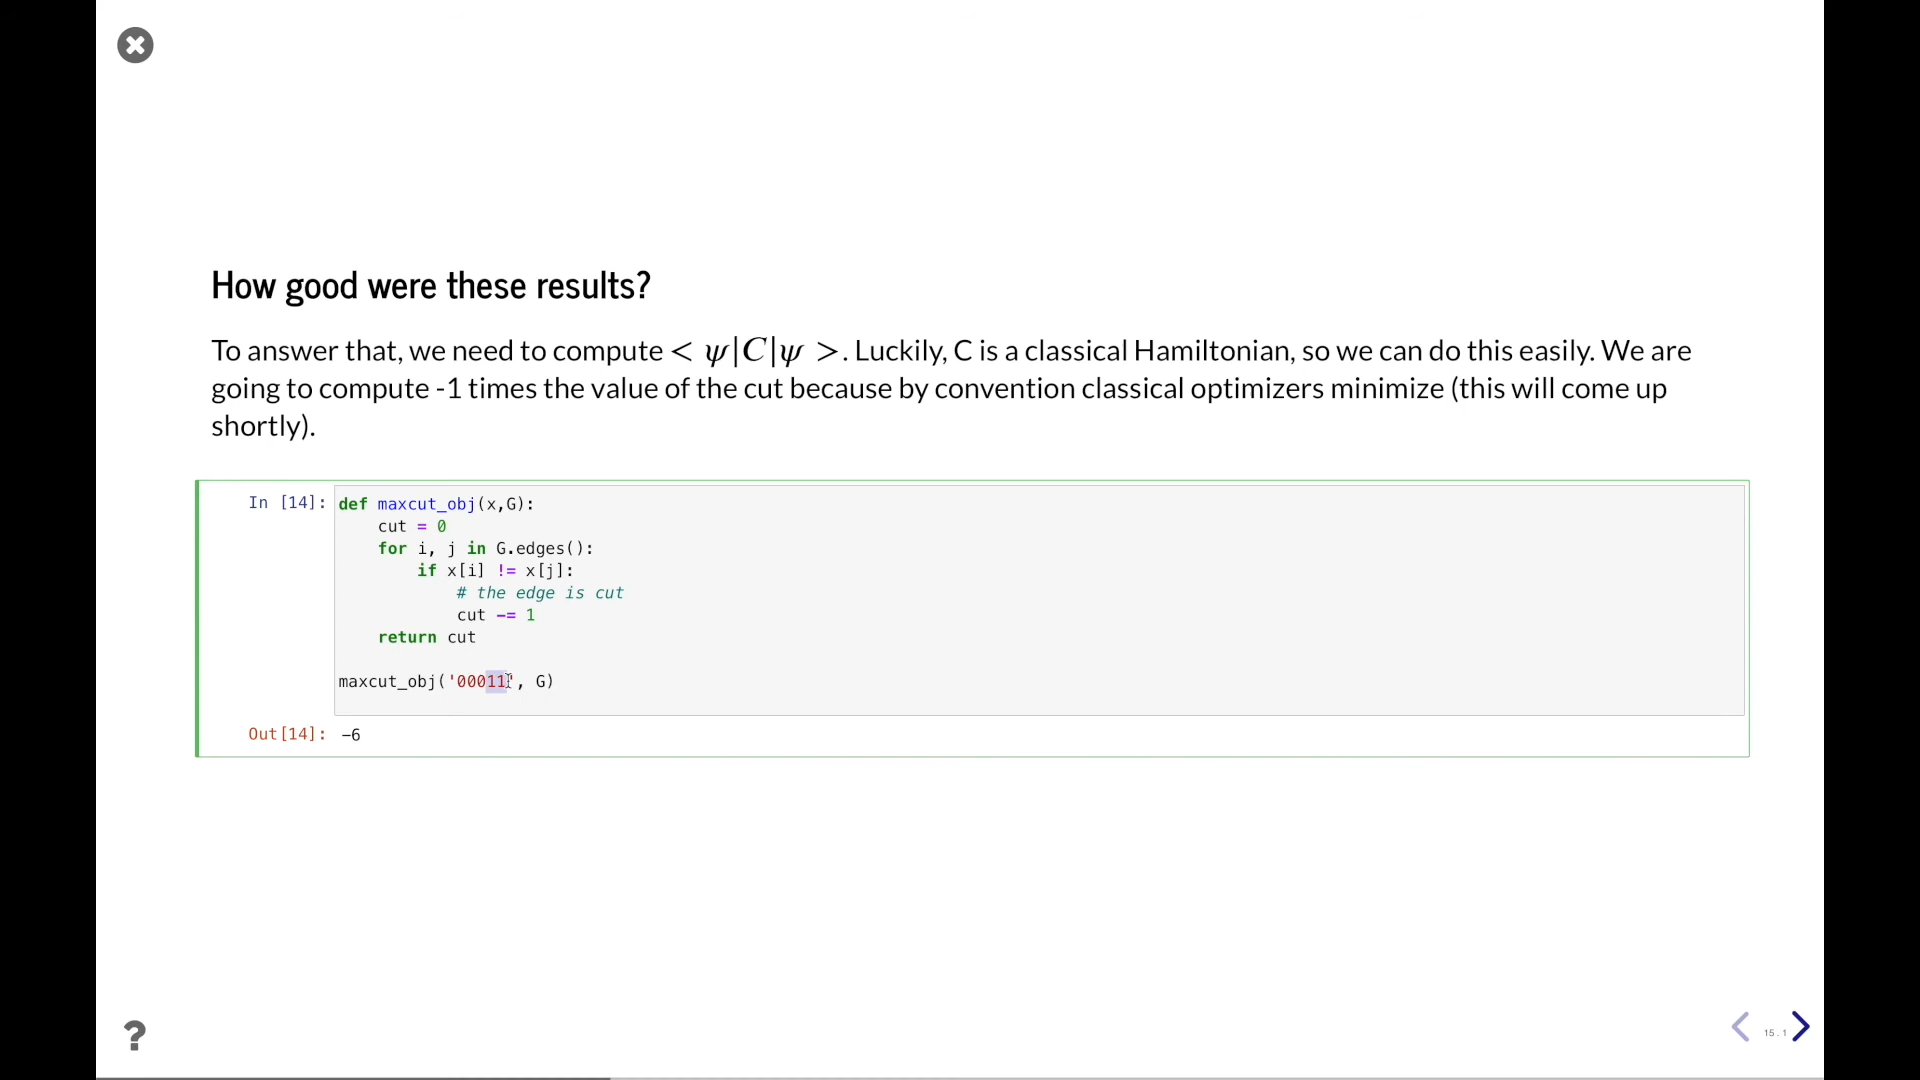 How good were these results?
To answer that, we need to compute < ψ|C|ψ >. Luckily, C is a classical Hamiltonian, so we can do this easily. We are
going to compute -1 times the value of the cut because by convention classical optimizers minimize (this will come up
shortly).
In [14]: def maxcut_obj(x,G):
    cut = 0
    for i, j in G.edges():
        if x[i] != x[j]:
            # the edge is cut
            cut -= 1
    return cut
maxcut_obj('00011', G)
Out[14]: -6
?
15.1